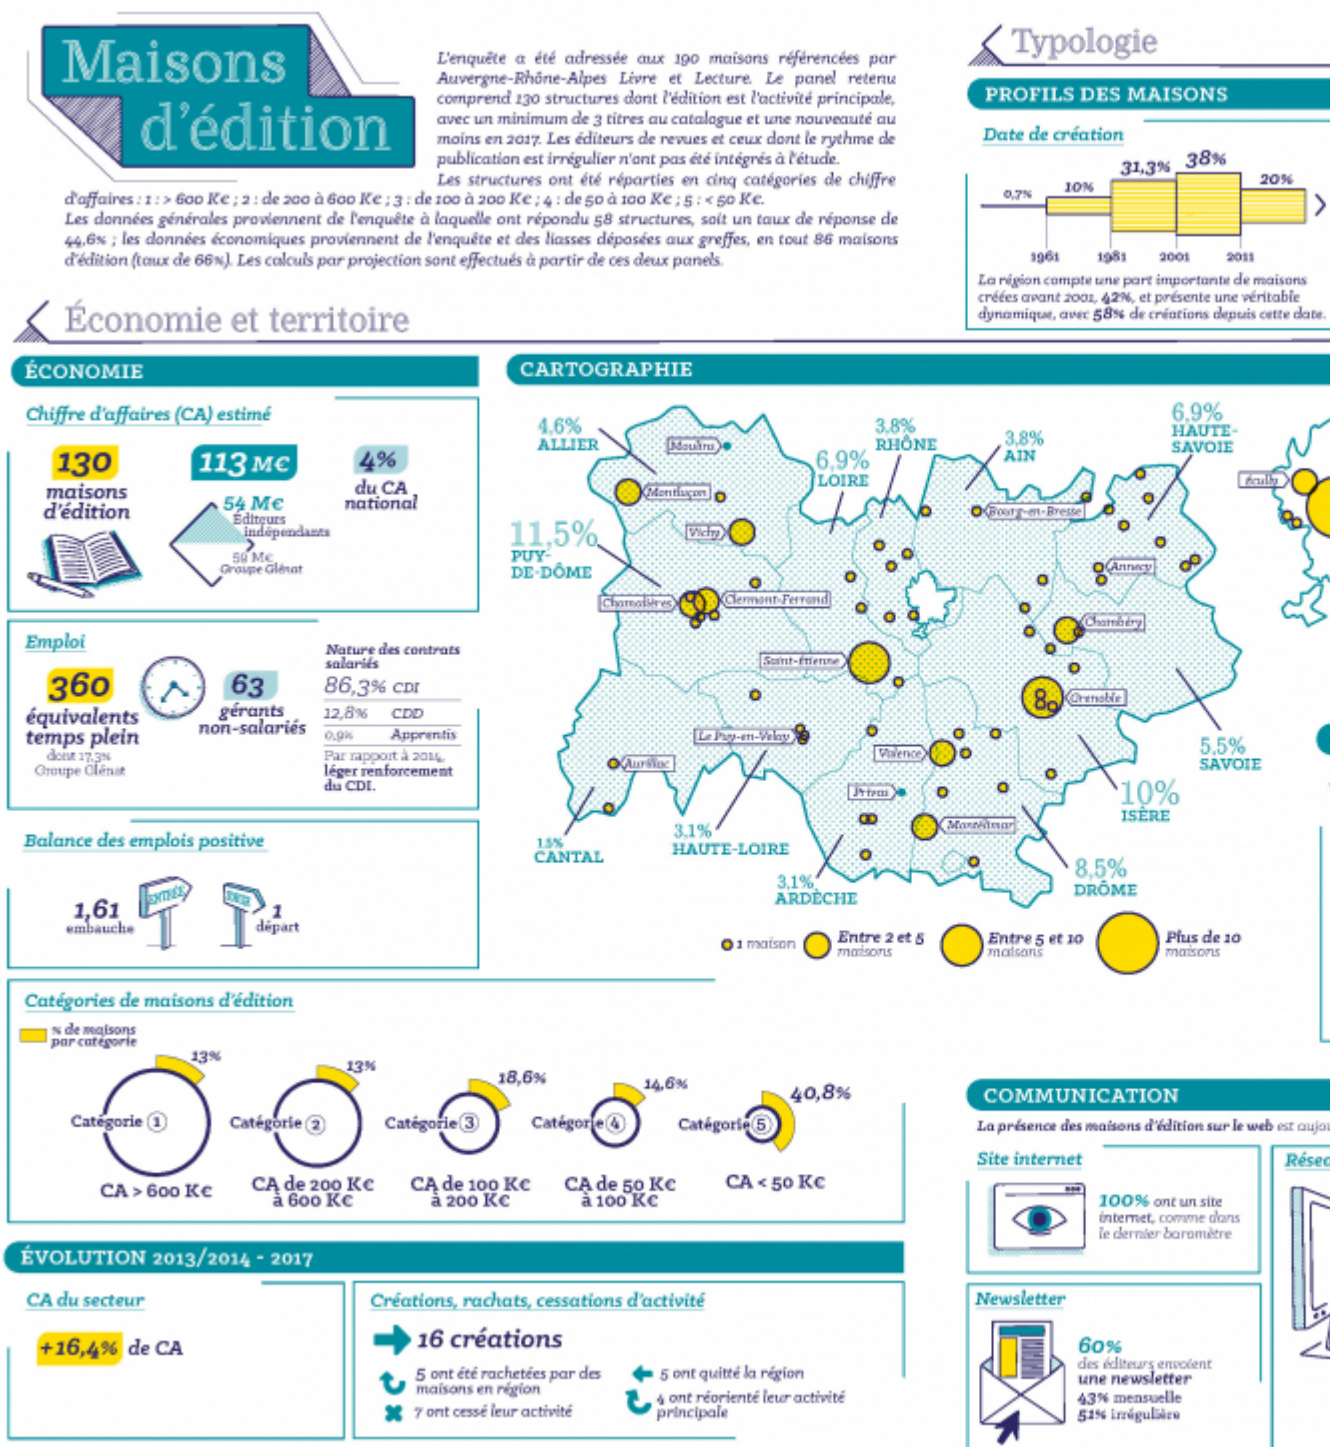 Maisons
d'édition
L'enquête a été adressée aux 190 maisons référencées par
Auvergne-Rhône-Alpes Livre et Lecture. Le panel retenu
comprend 130 structures dont l'édition est l'activité principale,
avec un minimum de 3 titres au catalogue et une nouveauté au
moins en 2017. Les éditeurs de revues et ceux dont le rythme de
publication est irrégulier n'ont pas été intégrés à l'étude.
Les structures ont été réparties en cinq catégories de chiffre
d'affaires : 1 : > 600 K€ ; 2 : de 200 à 600 K€ ; 3 : de 100 à 200 K€ ; 4 : de 50 à 100 K€ ; 5 : < 50 K€.
Les données générales proviennent de l'enquête à laquelle ont répondu 58 structures, soit un taux de réponse de
44,6% ; les données économiques proviennent de l'enquête et des liasses déposées aux greffes, en tout 86 maisons
d'édition (taux de 66%). Les calculs par projection sont effectués à partir de ces deux panels.
Typologie
PROFILS DES MAISONS
Date de création
0,7%
10%
31,3%
38%
20%
1961
1981
2001
2011
La région compte une part importante de maisons
créées avant 2001, 42%, et présente une véritable
dynamique, avec 58% de créations depuis cette date.
Économie et territoire
ÉCONOMIE
Chiffre d'affaires (CA) estimé
130
maisons
d'édition
113 M€
54 M€
Éditeurs
indépendants
59 M€
Groupe Glénat
4%
du CA
national
Emploi
360
équivalents
temps plein
dont 17,3%
Groupe Glénat
63
gérants
non-salariés
Nature des contrats
salariés
86,3% CDI
12,8% CDD
0,9% Apprentis
Par rapport à 2014,
léger renforcement
du CDI.
Balance des emplois positive
1,61
embauche
ENTRÉE
1
départ
CARTOGRAPHIE
4,6%
ALLIER
Moulins
Montluçon
Vichy
11,5%
PUY-
DE-DÔME
Chamalières
Clermont-Ferrand
6,9%
LOIRE
3,8%
RHÔNE
3,8%
AIN
Bourg-en-Bresse
6,9%
HAUTE-
SAVOIE
Écully
Annecy
Chambéry
Saint-Étienne
Grenoble
Le Puy-en-Velay
Valence
Aurillac
Privas
Montélimar
5,5%
SAVOIE
10%
ISÈRE
1,5%
CANTAL
3,1%
HAUTE-LOIRE
3,1%
ARDÈCHE
8,5%
DRÔME
1 maison
Entre 2 et 5
maisons
Entre 5 et 10
maisons
Plus de 10
maisons
Catégories de maisons d'édition
% de maisons
par catégorie
13%
Catégorie 1
CA > 600 K€
13%
Catégorie 2
CA de 200 K€
à 600 K€
18,6%
Catégorie 3
CA de 100 K€
à 200 K€
14,6%
Catégorie 4
CA de 50 K€
à 100 K€
40,8%
Catégorie 5
CA < 50 K€
ÉVOLUTION 2013/2014 - 2017
CA du secteur
+16,4% de CA
Créations, rachats, cessations d'activité
16 créations
5 ont été rachetées par des
maisons en région
7 ont cessé leur activité
5 ont quitté la région
4 ont réorienté leur activité
principale
COMMUNICATION
La présence des maisons d'édition sur le web est aujou
Site internet
100% ont un site
internet, comme dans
le dernier baromètre
Résea
Newsletter
60%
des éditeurs envoient
une newsletter
43% mensuelle
51% irrégulière